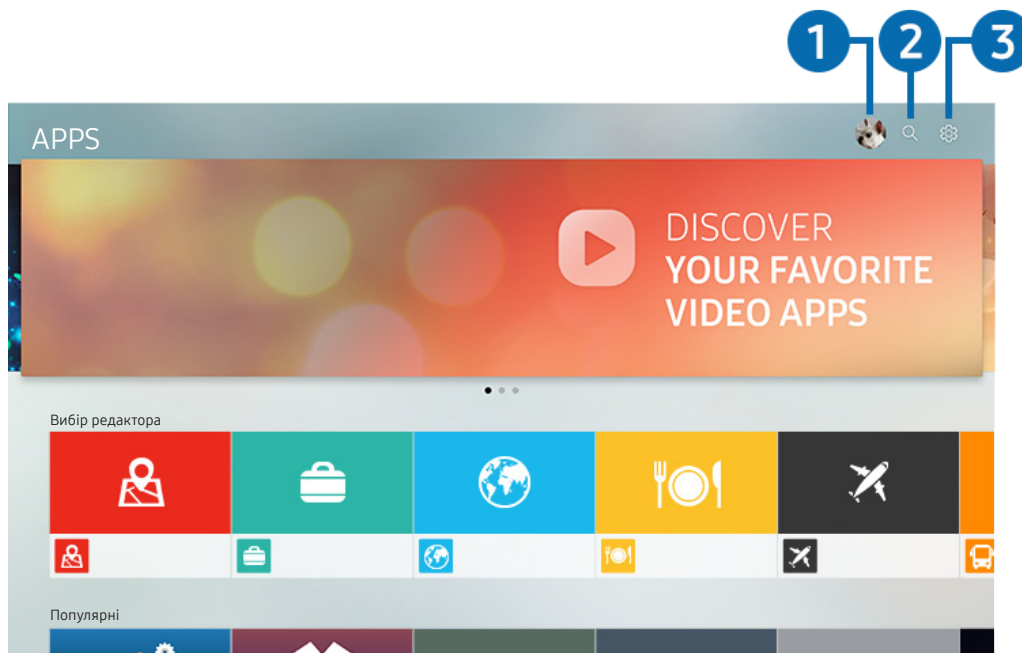 1 2 3
APPS
DISCOVER
YOUR FAVORITE
VIDEO APPS
Вибір редактора
Популярні